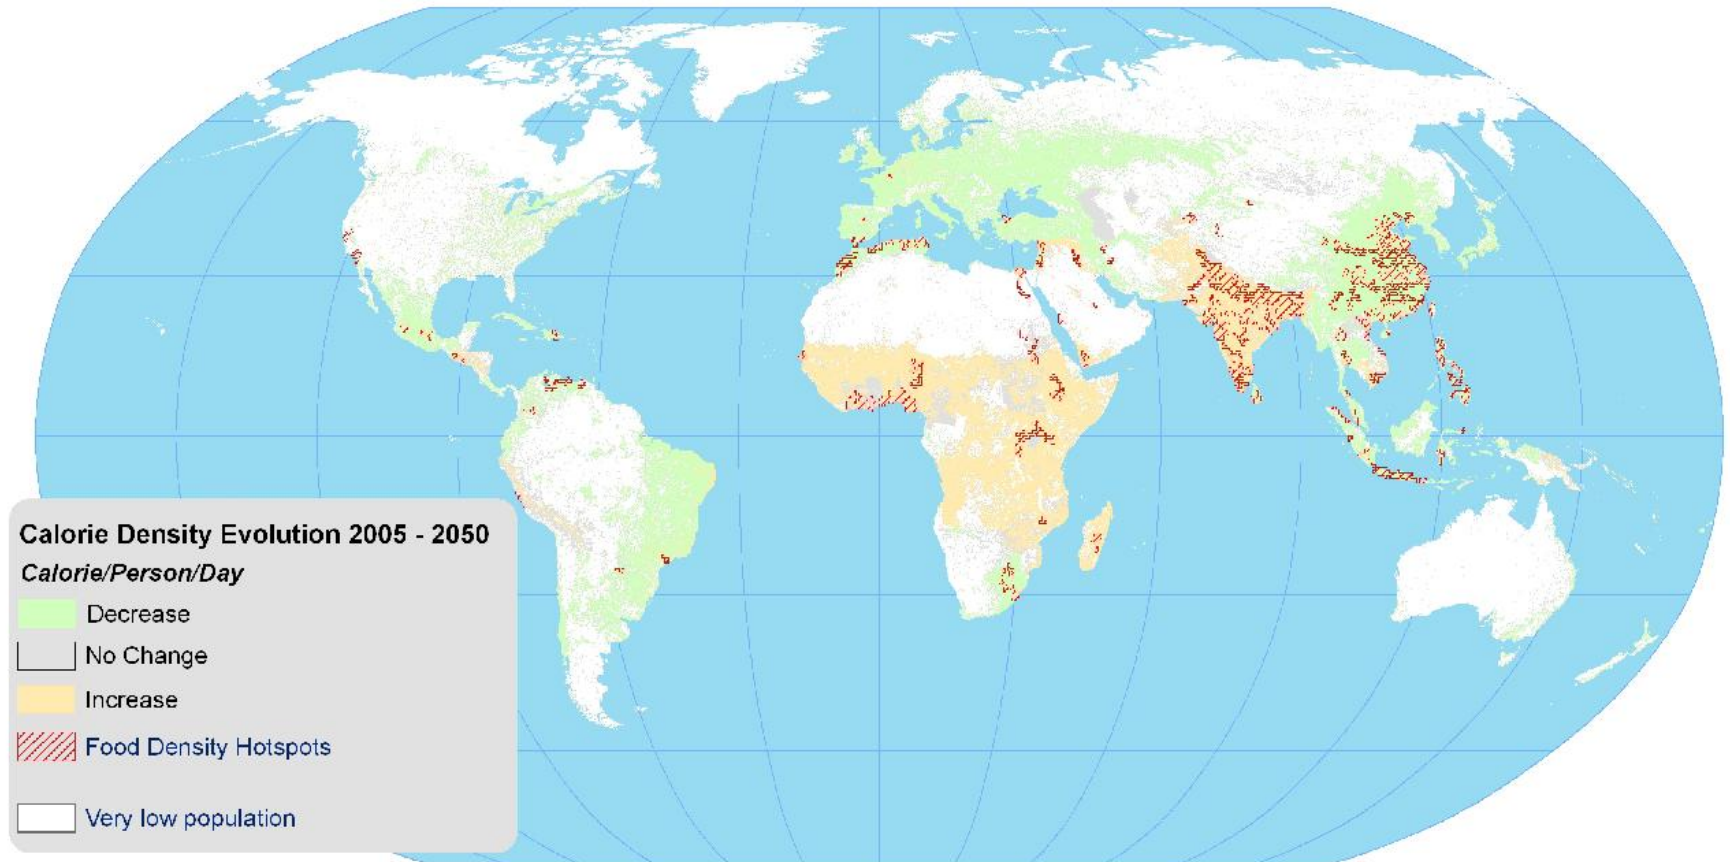 Calorie Density Evolution 2005 - 2050
Calorie/Person/Day
Decrease
No Change
Increase
Food Density Hotspots
Very low population